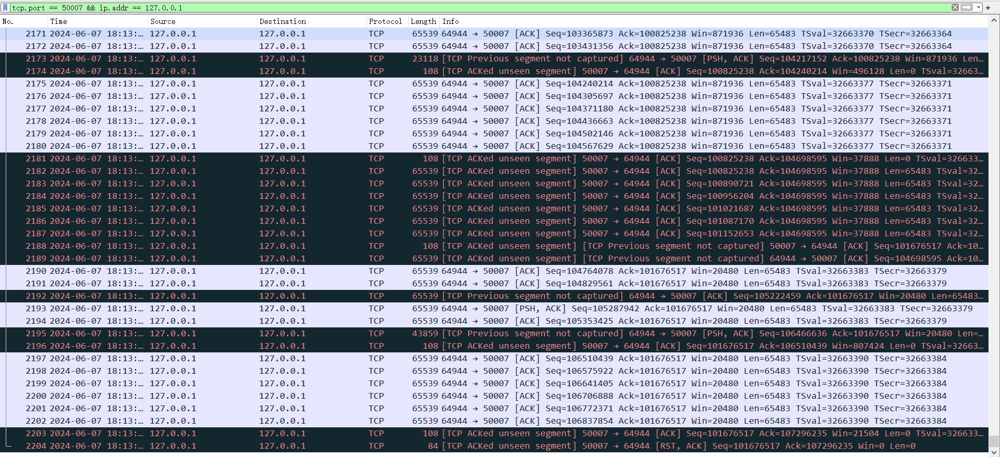 tcp.port == 50007 && ip.addr == 127.0.0.1
No. Time Source Destination Protocol Length Info
2171 2024-06-07 18:13:… 127.0.0.1 127.0.0.1 TCP 65539 64944 → 50007 [ACK] Seq=103365873 Ack=100825238 Win=871936 Len=65483 TSval=32663370 TSecr=32663364
2172 2024-06-07 18:13:… 127.0.0.1 127.0.0.1 TCP 65539 64944 → 50007 [ACK] Seq=103431356 Ack=100825238 Win=871936 Len=65483 TSval=32663370 TSecr=32663364
2173 2024-06-07 18:13:… 127.0.0.1 127.0.0.1 TCP 23118 [TCP Previous segment not captured] 64944 → 50007 [PSH, ACK] Seq=104217152 Ack=100825238 Win=871936 Len…
2174 2024-06-07 18:13:… 127.0.0.1 127.0.0.1 TCP 108 [TCP ACKed unseen segment] 50007 → 64944 [ACK] Seq=100825238 Ack=104240214 Win=496128 Len=0 TSval=32663…
2175 2024-06-07 18:13:… 127.0.0.1 127.0.0.1 TCP 65539 64944 → 50007 [ACK] Seq=104240214 Ack=100825238 Win=871936 Len=65483 TSval=32663377 TSecr=32663371
2176 2024-06-07 18:13:… 127.0.0.1 127.0.0.1 TCP 65539 64944 → 50007 [ACK] Seq=104305697 Ack=100825238 Win=871936 Len=65483 TSval=32663377 TSecr=32663371
2177 2024-06-07 18:13:… 127.0.0.1 127.0.0.1 TCP 65539 64944 → 50007 [ACK] Seq=104371180 Ack=100825238 Win=871936 Len=65483 TSval=32663377 TSecr=32663371
2178 2024-06-07 18:13:… 127.0.0.1 127.0.0.1 TCP 65539 64944 → 50007 [ACK] Seq=104436663 Ack=100825238 Win=871936 Len=65483 TSval=32663377 TSecr=32663371
2179 2024-06-07 18:13:… 127.0.0.1 127.0.0.1 TCP 65539 64944 → 50007 [ACK] Seq=104502146 Ack=100825238 Win=871936 Len=65483 TSval=32663377 TSecr=32663371
2180 2024-06-07 18:13:… 127.0.0.1 127.0.0.1 TCP 65539 64944 → 50007 [ACK] Seq=104567629 Ack=100825238 Win=871936 Len=65483 TSval=32663377 TSecr=32663371
2181 2024-06-07 18:13:… 127.0.0.1 127.0.0.1 TCP 108 [TCP ACKed unseen segment] 50007 → 64944 [ACK] Seq=100825238 Ack=104698595 Win=37888 Len=0 TSval=326633…
2182 2024-06-07 18:13:… 127.0.0.1 127.0.0.1 TCP 65539 [TCP ACKed unseen segment] 50007 → 64944 [ACK] Seq=100825238 Ack=104698595 Win=37888 Len=65483 TSval=32…
2183 2024-06-07 18:13:… 127.0.0.1 127.0.0.1 TCP 65539 [TCP ACKed unseen segment] 50007 → 64944 [ACK] Seq=100890721 Ack=104698595 Win=37888 Len=65483 TSval=32…
2184 2024-06-07 18:13:… 127.0.0.1 127.0.0.1 TCP 65539 [TCP ACKed unseen segment] 50007 → 64944 [ACK] Seq=100956204 Ack=104698595 Win=37888 Len=65483 TSval=32…
2185 2024-06-07 18:13:… 127.0.0.1 127.0.0.1 TCP 65539 [TCP ACKed unseen segment] 50007 → 64944 [ACK] Seq=101021687 Ack=104698595 Win=37888 Len=65483 TSval=32…
2186 2024-06-07 18:13:… 127.0.0.1 127.0.0.1 TCP 65539 [TCP ACKed unseen segment] 50007 → 64944 [ACK] Seq=101087170 Ack=104698595 Win=37888 Len=65483 TSval=32…
2187 2024-06-07 18:13:… 127.0.0.1 127.0.0.1 TCP 65539 [TCP ACKed unseen segment] 50007 → 64944 [ACK] Seq=101152653 Ack=104698595 Win=37888 Len=65483 TSval=32…
2188 2024-06-07 18:13:… 127.0.0.1 127.0.0.1 TCP 108 [TCP ACKed unseen segment] [TCP Previous segment not captured] 50007 → 64944 [ACK] Seq=101676517 Ack=10…
2189 2024-06-07 18:13:… 127.0.0.1 127.0.0.1 TCP 65539 [TCP ACKed unseen segment] [TCP Previous segment not captured] 64944 → 50007 [ACK] Seq=104698595 Ack=10…
2190 2024-06-07 18:13:… 127.0.0.1 127.0.0.1 TCP 65539 64944 → 50007 [ACK] Seq=104764078 Ack=101676517 Win=20480 Len=65483 TSval=32663383 TSecr=32663379
2191 2024-06-07 18:13:… 127.0.0.1 127.0.0.1 TCP 65539 64944 → 50007 [ACK] Seq=104829561 Ack=101676517 Win=20480 Len=65483 TSval=32663383 TSecr=32663379
2192 2024-06-07 18:13:… 127.0.0.1 127.0.0.1 TCP 65539 [TCP Previous segment not captured] 64944 → 50007 [ACK] Seq=105222459 Ack=101676517 Win=20480 Len=65483…
2193 2024-06-07 18:13:… 127.0.0.1 127.0.0.1 TCP 65539 64944 → 50007 [PSH, ACK] Seq=105287942 Ack=101676517 Win=20480 Len=65483 TSval=32663383 TSecr=32663379
2194 2024-06-07 18:13:… 127.0.0.1 127.0.0.1 TCP 65539 64944 → 50007 [ACK] Seq=105353425 Ack=101676517 Win=20480 Len=65483 TSval=32663383 TSecr=32663379
2195 2024-06-07 18:13:… 127.0.0.1 127.0.0.1 TCP 43859 [TCP Previous segment not captured] 64944 → 50007 [PSH, ACK] Seq=106466636 Ack=101676517 Win=20480 Len=…
2196 2024-06-07 18:13:… 127.0.0.1 127.0.0.1 TCP 108 [TCP ACKed unseen segment] 50007 → 64944 [ACK] Seq=101676517 Ack=106510439 Win=807424 Len=0 TSval=32663…
2197 2024-06-07 18:13:… 127.0.0.1 127.0.0.1 TCP 65539 64944 → 50007 [ACK] Seq=106510439 Ack=101676517 Win=20480 Len=65483 TSval=32663390 TSecr=32663384
2198 2024-06-07 18:13:… 127.0.0.1 127.0.0.1 TCP 65539 64944 → 50007 [ACK] Seq=106575922 Ack=101676517 Win=20480 Len=65483 TSval=32663390 TSecr=32663384
2199 2024-06-07 18:13:… 127.0.0.1 127.0.0.1 TCP 65539 64944 → 50007 [ACK] Seq=106641405 Ack=101676517 Win=20480 Len=65483 TSval=32663390 TSecr=32663384
2200 2024-06-07 18:13:… 127.0.0.1 127.0.0.1 TCP 65539 64944 → 50007 [ACK] Seq=106706888 Ack=101676517 Win=20480 Len=65483 TSval=32663390 TSecr=32663384
2201 2024-06-07 18:13:… 127.0.0.1 127.0.0.1 TCP 65539 64944 → 50007 [ACK] Seq=106772371 Ack=101676517 Win=20480 Len=65483 TSval=32663390 TSecr=32663384
2202 2024-06-07 18:13:… 127.0.0.1 127.0.0.1 TCP 65539 64944 → 50007 [ACK] Seq=106837854 Ack=101676517 Win=20480 Len=65483 TSval=32663390 TSecr=32663384
2203 2024-06-07 18:13:… 127.0.0.1 127.0.0.1 TCP 108 [TCP ACKed unseen segment] 50007 → 64944 [ACK] Seq=101676517 Ack=107296235 Win=21504 Len=0 TSval=326633…
2204 2024-06-07 18:13:… 127.0.0.1 127.0.0.1 TCP 84 [TCP ACKed unseen segment] 50007 → 64944 [RST, ACK] Seq=101676517 Ack=107296235 Win=0 Len=0